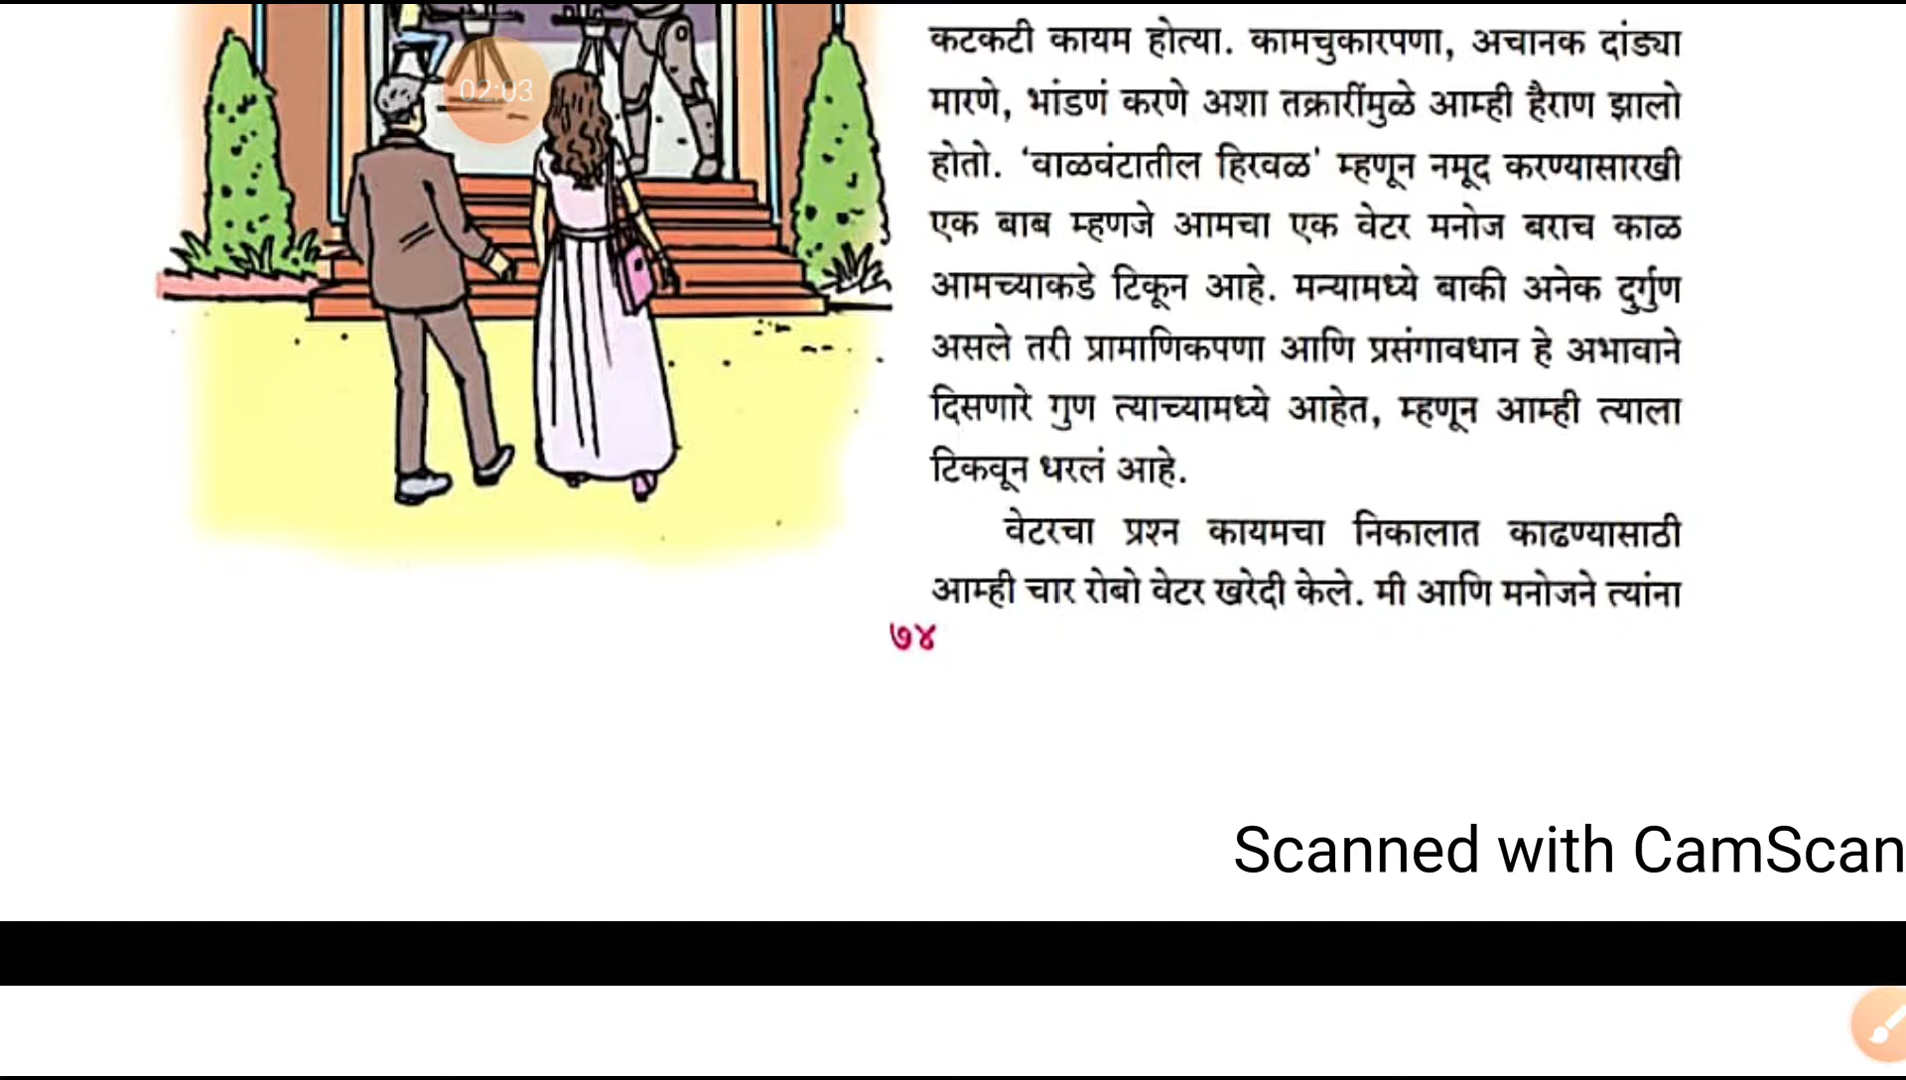 कटकटी कायम होत्या. कामचुकारपणा, अचानक दांड्या
मारणे, भांडणं करणे अशा तक्रारींमुळे आम्ही हैराण झालो
होतो. ‘वाळवंटातील हिरवळ’ म्हणून नमूद करण्यासारखी
एक बाब म्हणजे आमचा एक वेटर मनोज बराच काळ
आमच्याकडे टिकून आहे. मन्यामध्ये बाकी अनेक दुर्गुण
असले तरी प्रामाणिकपणा आणि प्रसंगावधान हे अभावाने
दिसणारे गुण त्याच्यामध्ये आहेत, म्हणून आम्ही त्याला
टिकवून धरलं आहे.
वेटरचा प्रश्न कायमचा निकालात काढण्यासाठी
आम्ही चार रोबो वेटर खरेदी केले. मी आणि मनोजने त्यांना
७४
02:03
Scanned with CamScan